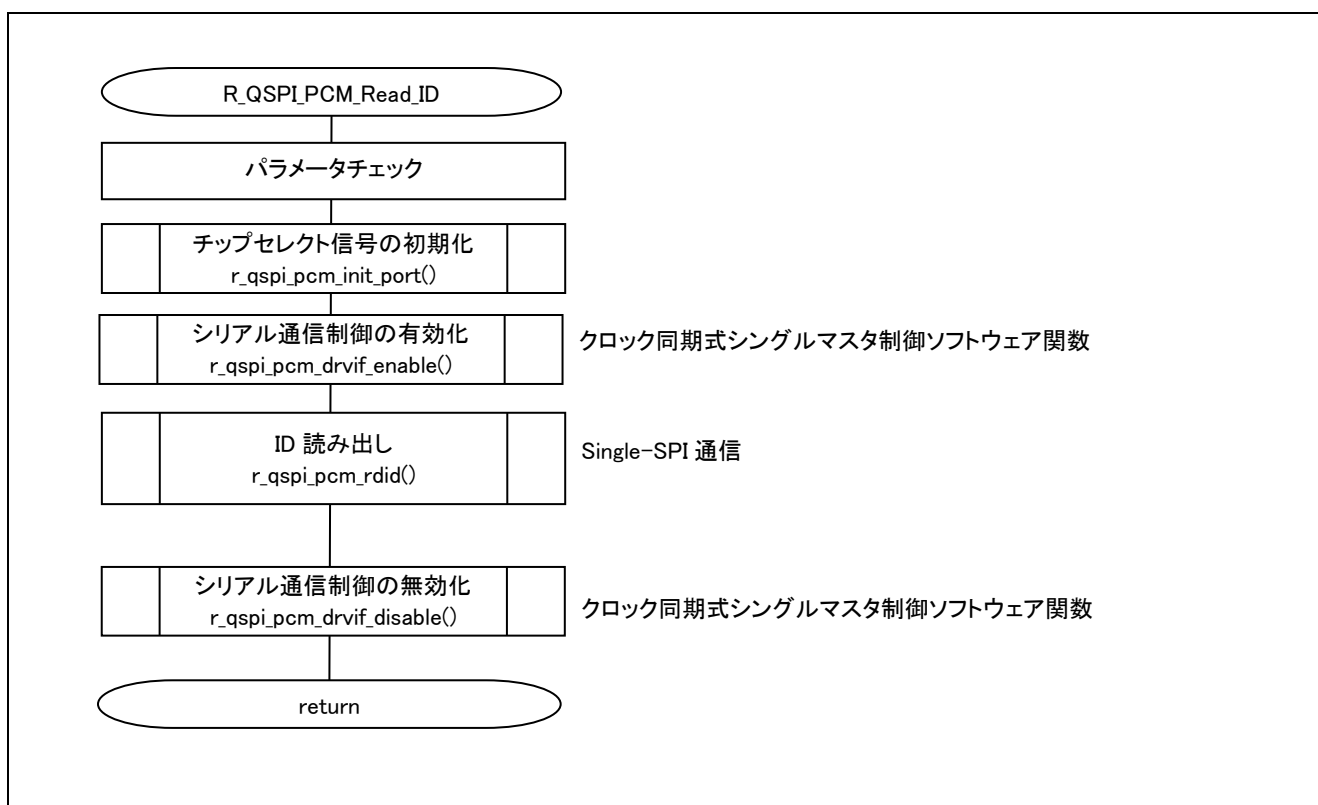 R_QSPI_PCM_Read_ID
パラメータチェック
チップセレクト信号の初期化
r_qspi_pcm_init_port()
シリアル通信制御の有効化
r_qspi_pcm_drvif_enable()
クロック同期式シングルマスタ制御ソフトウェア関数
ID 読み出し
r_qspi_pcm_rdid()
Single-SPI 通信
シリアル通信制御の無効化
r_qspi_pcm_drvif_disable()
クロック同期式シングルマスタ制御ソフトウェア関数
return